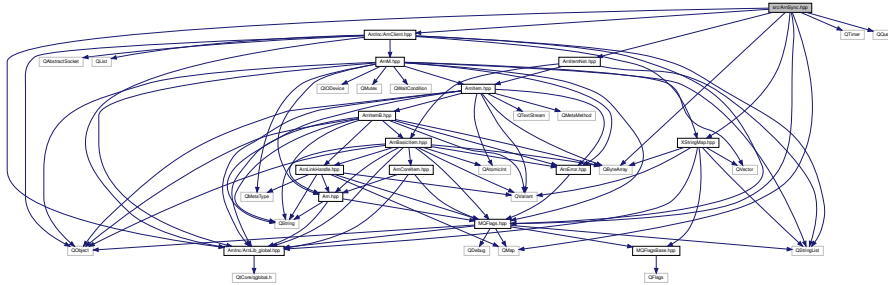 src/ArnSync.hpp
ArnInc/ArnClient.hpp
QTimer
QQueue
QAbstractSocket
QList
ArnM.hpp
ArnItemNet.hpp
QIODevice
QMutex
QWaitCondition
ArnItem.hpp
ArnItemB.hpp
QTextStream
QMetaMethod
ArnBasicItem.hpp
XStringMap.hpp
ArnLinkHandle.hpp
ArnCoreItem.hpp
QAtomicInt
ArnError.hpp
QByteArray
QVector
QMetaType
Arn.hpp
QVariant
QString
MQFlags.hpp
QObject
ArnInc/ArnLib_global.hpp
QDebug
QMap
MQFlagsBase.hpp
QStringList
QtCore/qglobal.h
QFlags